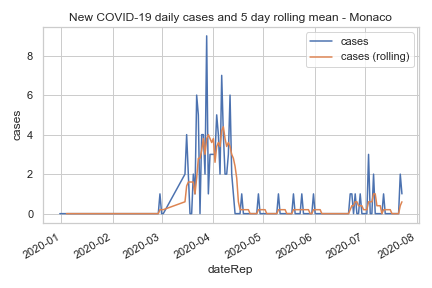 New COVID-19 daily cases and 5 day rolling mean - Monaco
cases
cases (rolling)
8
6
4
2
0
cases
2020-01
2020-02
2020-03
2020-04
2020-05
2020-06
2020-07
2020-08
dateRep